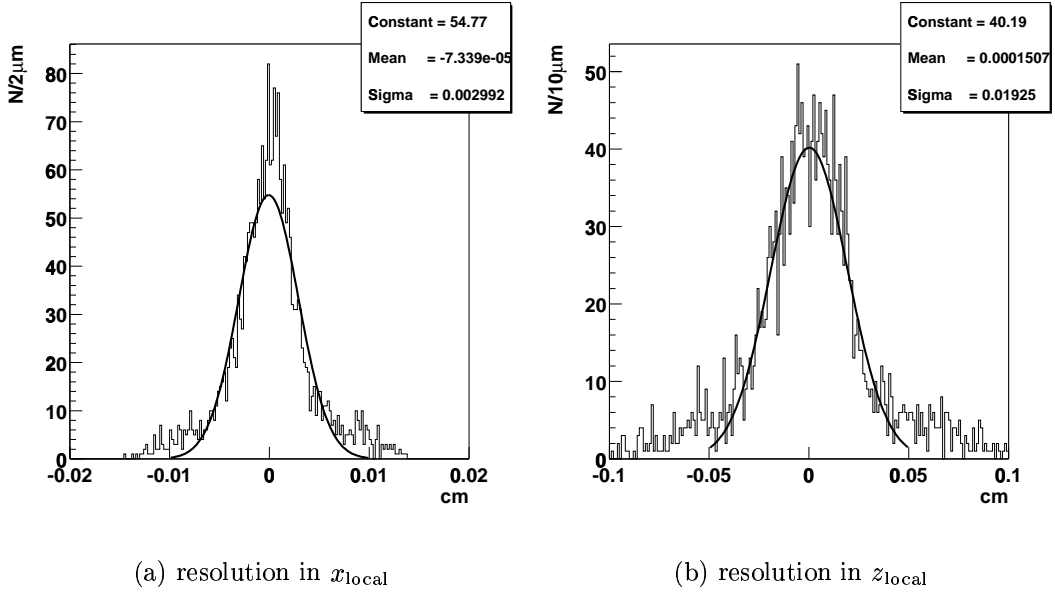 Constant = 54.77
Mean = -7.339e-05
Sigma = 0.002992
N/2μm
80
70
60
50
40
30
20
10
0
-0.02
-0.01
0
0.01
0.02
cm
(a) resolution in xlocal
Constant = 40.19
Mean = 0.0001507
Sigma = 0.01925
N/10μm
50
40
30
20
10
0
-0.1
-0.05
0
0.05
0.1
cm
(b) resolution in zlocal